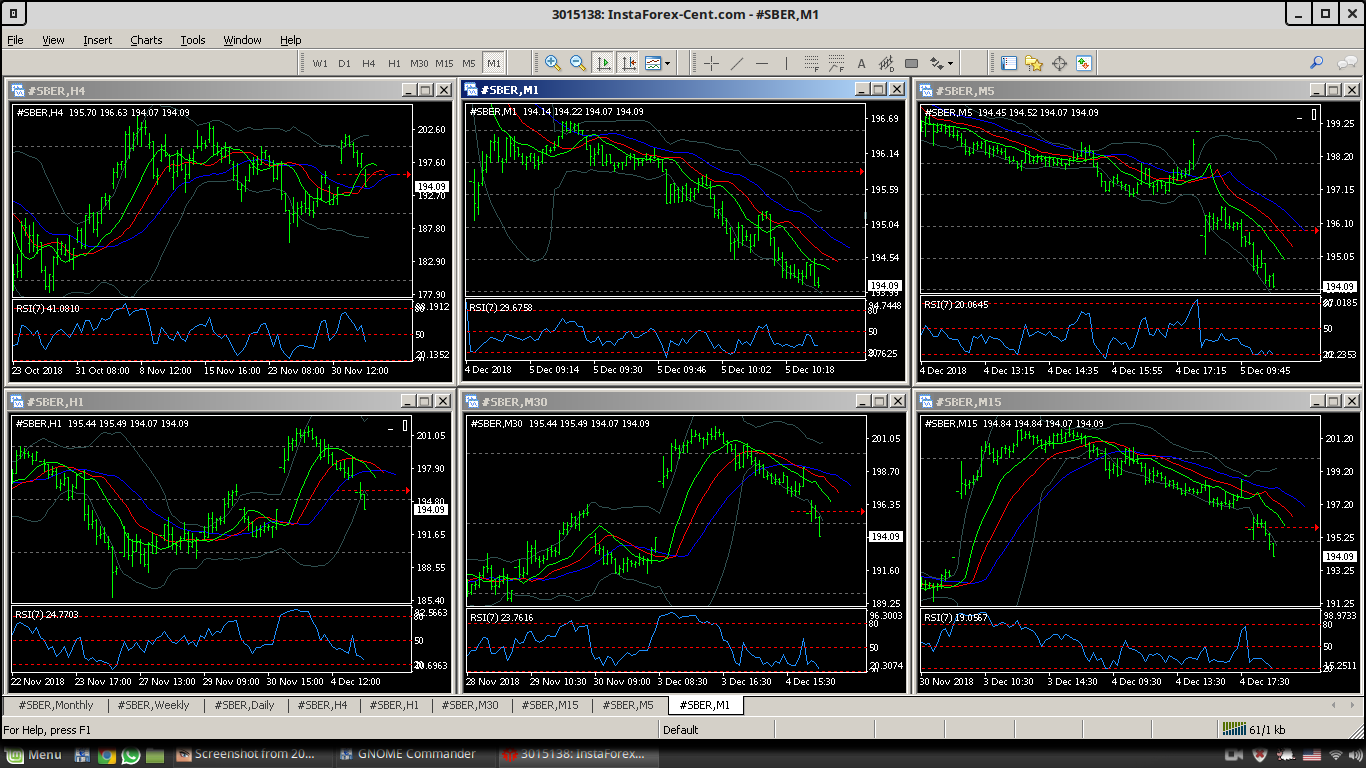 3015138: InstaForex-Cent.com - #SBER,M1
File View Insert Charts Tools Window Help
W1 D1 H4 H1 M30 M15 M5 M1
#SBER,H4
#SBER,H4 195.70 196.63 194.07 194.09
202.60
197.60
194.09
192.70
187.80
182.90
177.90
RSI(7) 41.0810
80
50
20.1352
23 Oct 2018 31 Oct 08:00 8 Nov 12:00 15 Nov 16:00 23 Nov 08:00 30 Nov 12:00
#SBER,M1
#SBER,M1 194.14 194.22 194.07 194.09
196.69
196.14
195.59
195.04
194.54
194.09
193.99
RSI(7) 29.6758
94.7448
80
50
4 Dec 2018 5 Dec 09:14 5 Dec 09:30 5 Dec 09:46 5 Dec 10:02 5 Dec 10:18
#SBER,M5
#SBER,M5 194.45 194.52 194.07 194.09
199.25
198.20
197.15
196.10
195.05
194.09
RSI(7) 20.0645
50
4 Dec 2018 4 Dec 13:15 4 Dec 14:35 4 Dec 15:55 4 Dec 17:15 5 Dec 09:45
#SBER,H1
#SBER,H1 195.44 195.49 194.07 194.09
201.05
197.90
194.80
194.09
191.65
188.55
185.40
RSI(7) 24.7703
80
50
22 Nov 2018 23 Nov 17:00 27 Nov 13:00 29 Nov 09:00 30 Nov 15:00 4 Dec 12:00
#SBER,M30
#SBER,M30 195.44 195.49 194.07 194.09
201.05
198.70
196.35
194.09
191.60
189.25
RSI(7) 23.7616
96.3003
80
50
28 Nov 2018 29 Nov 10:30 30 Nov 09:00 3 Dec 08:30 3 Dec 16:30 4 Dec 15:30
#SBER,M15
#SBER,M15 194.84 194.84 194.07 194.09
201.20
199.20
197.20
195.25
194.09
193.25
191.25
RSI(7) 19.0567
98.9733
80
50
15.2511
30 Nov 2018 3 Dec 10:30 3 Dec 14:30 4 Dec 09:30 4 Dec 13:30 4 Dec 17:30
#SBER,Monthly #SBER,Weekly #SBER,Daily #SBER,H4 #SBER,H1 #SBER,M30 #SBER,M15 #SBER,M5 #SBER,M1
For Help, press F1 Default 61/1 kb
Menu Screenshot from 20... GNOME Commander 3015138: InstaForex...